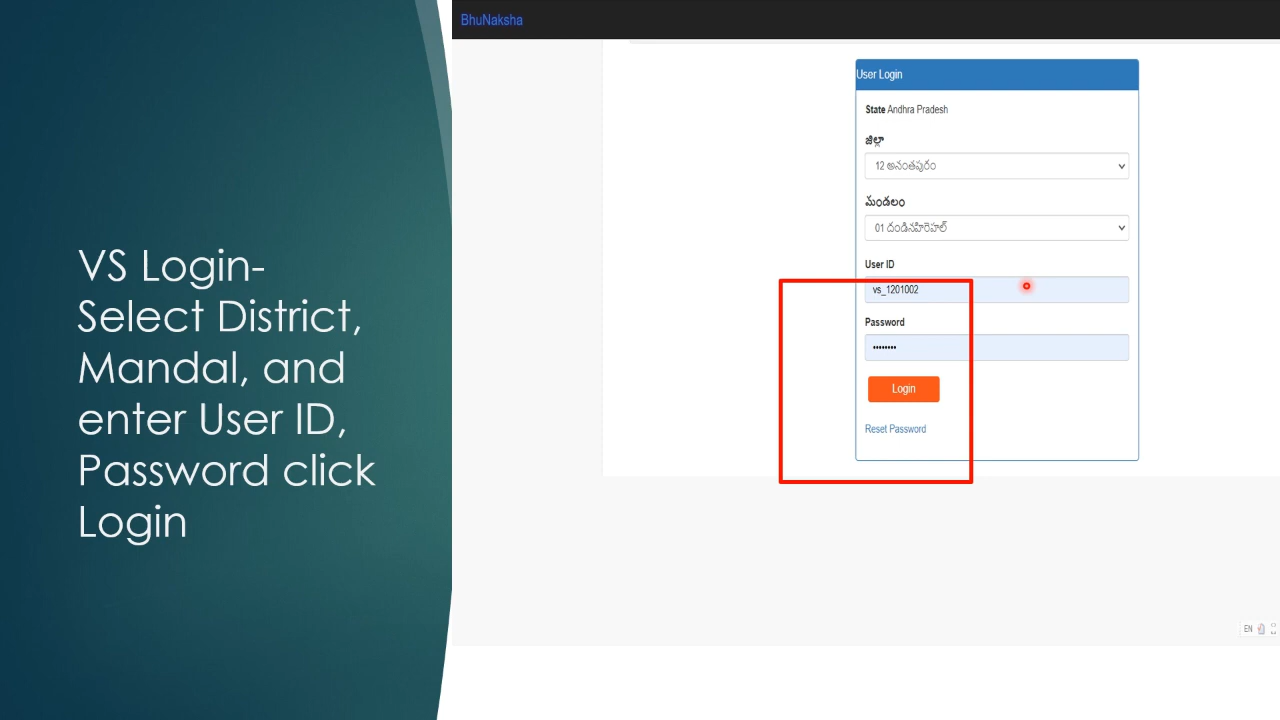 VS Login-
Select District,
Mandal, and
enter User ID,
Password click
Login
BhuNaksha
User Login
State Andhra Pradesh
జిల్లా
12 అనంతపురం
మండలం
01 దండినహిరెహల్
User ID
vs_1201002
Password
••••••••
Login
Reset Password
EN